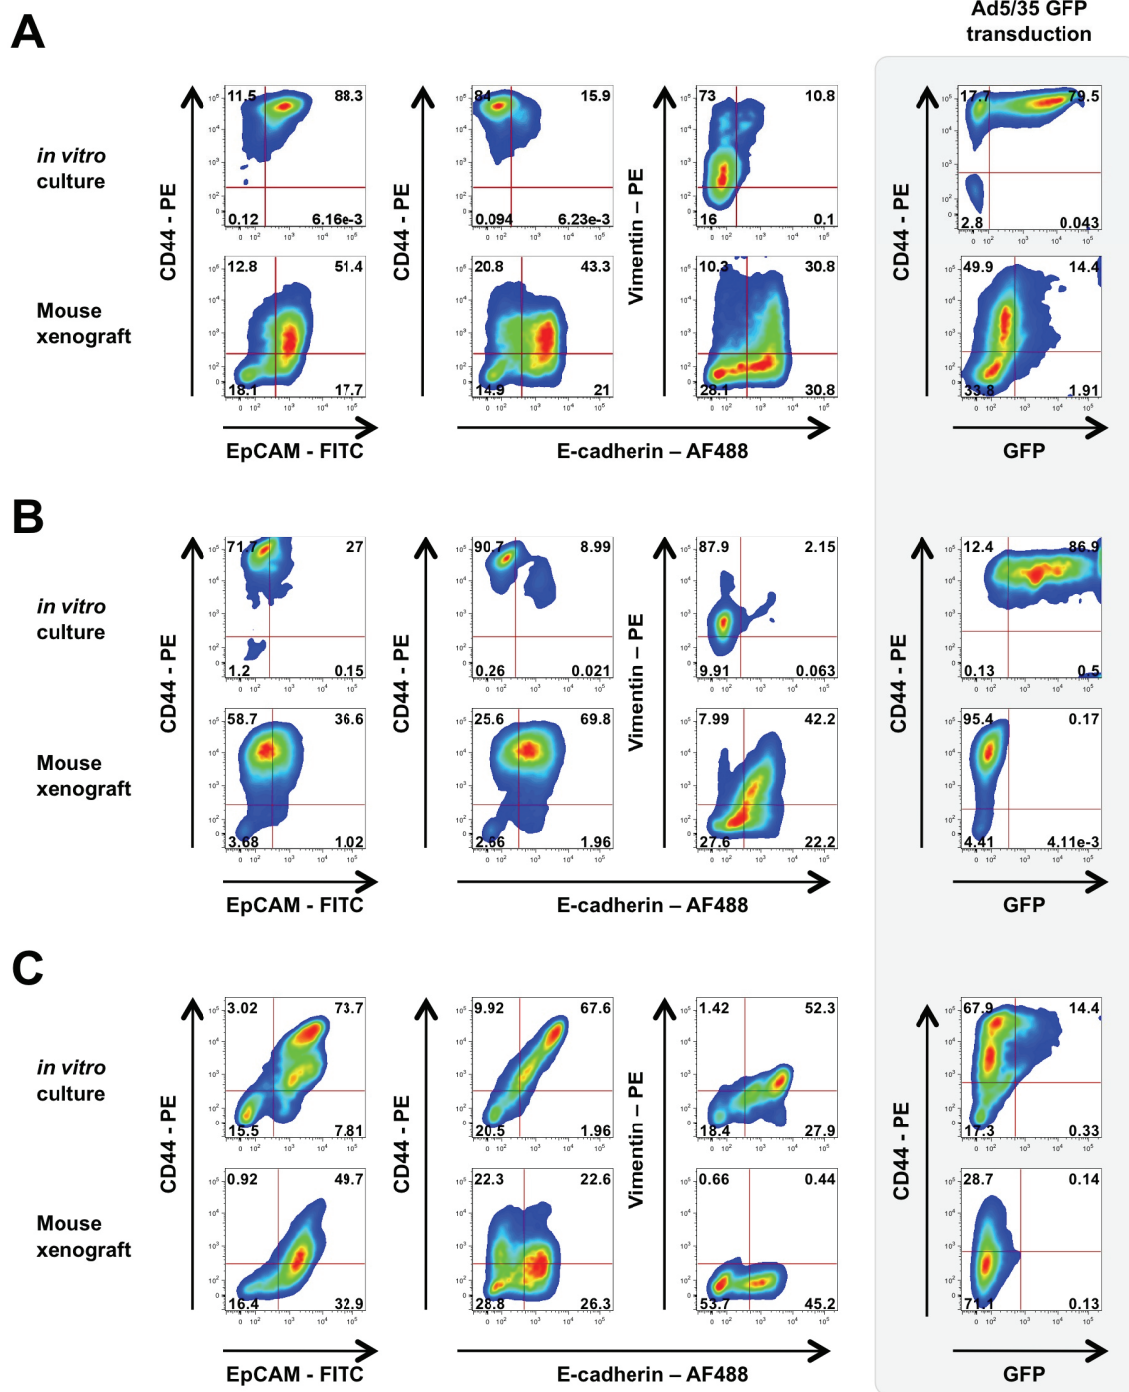 Ad5/35 GFP
transduction
A
in vitro
culture
CD44 - PE
11.5 88.3
0.12 6.16e-3
CD44 - PE
84 15.9
0.094 6.23e-3
Vimentin – PE
73 10.8
16 0.1
CD44 - PE
17.7 79.5
2.8 0.043
Mouse
xenograft
12.8 51.4
18.1 17.7
20.8 43.3
14.9 21
10.3 30.8
28.1 30.8
49.9 14.4
33.8 1.91
EpCAM - FITC
E-cadherin – AF488
GFP
B
in vitro
culture
CD44 - PE
71.7 27
1.2 0.15
CD44 - PE
90.7 8.99
0.26 0.021
Vimentin – PE
87.9 2.15
9.91 0.063
CD44 - PE
12.4 86.9
0.13 0.5
Mouse
xenograft
58.7 36.6
3.68 1.02
25.6 69.8
2.66 1.96
7.99 42.2
27.6 22.2
95.4 0.17
4.41 4.11e-3
EpCAM - FITC
E-cadherin – AF488
GFP
C
in vitro
culture
CD44 - PE
3.02 73.7
15.5 7.81
CD44 - PE
9.92 67.6
20.5 1.96
Vimentin – PE
1.42 52.3
18.4 27.9
CD44 - PE
67.9 14.4
17.3 0.33
Mouse
xenograft
0.92 49.7
16.4 32.9
22.3 22.6
28.8 26.3
0.66 0.44
53.7 45.2
28.7 0.14
71.1 0.13
EpCAM - FITC
E-cadherin – AF488
GFP